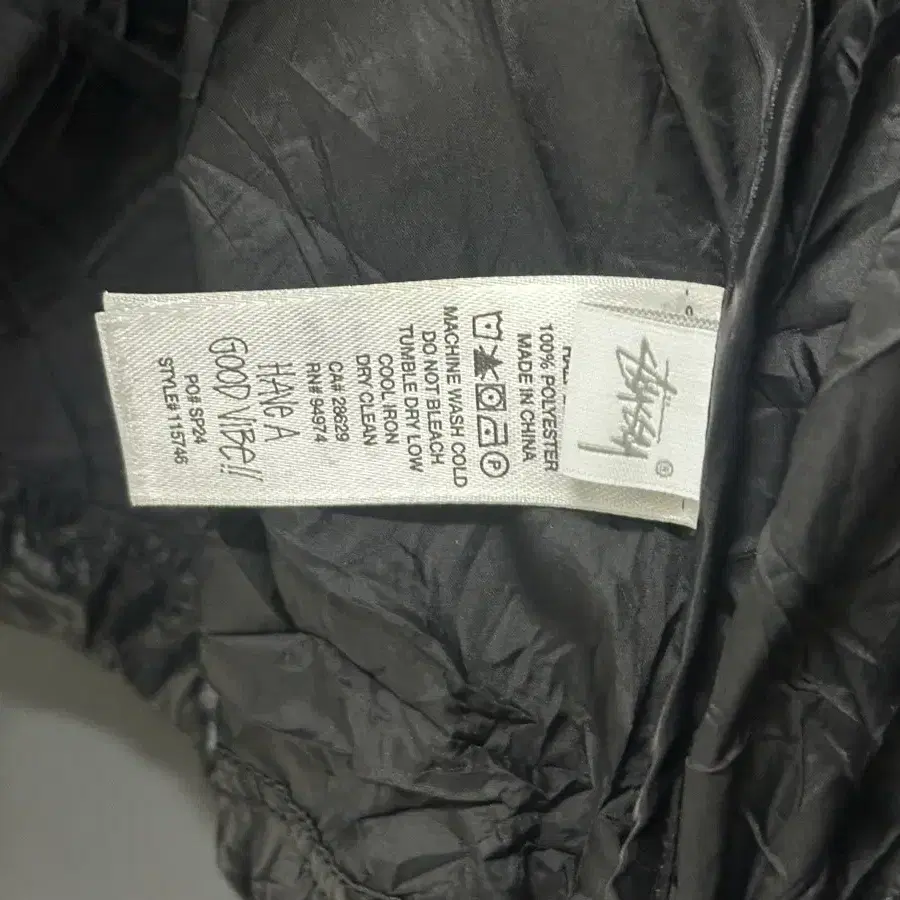 STÜSSY ®
100% POLYESTER
MADE IN CHINA
P
MACHINE WASH COLD
DO NOT BLEACH
TUMBLE DRY LOW
COOL IRON
DRY CLEAN
CA# 28629
RN# 94974
HAVE A
GOOD VIBE!!
PO# SP24
STYLE# 115746